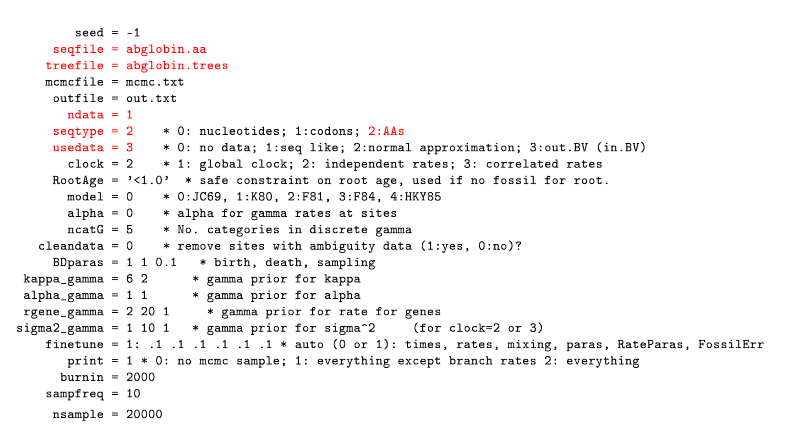 seed = -1
seqfile = abglobin.aa
treefile = abglobin.trees
mcmcfile = mcmc.txt
outfile = out.txt
ndata = 1
seqtype = 2 * 0: nucleotides; 1:codons; 2:AAs
usedata = 3 * 0: no data; 1:seq like; 2:normal approximation; 3:out.BV (in.BV)
clock = 2 * 1: global clock; 2: independent rates; 3: correlated rates
RootAge = '<1.0' * safe constraint on root age, used if no fossil for root.
model = 0 * 0:JC69, 1:K80, 2:F81, 3:F84, 4:HKY85
alpha = 0 * alpha for gamma rates at sites
ncatG = 5 * No. categories in discrete gamma
cleandata = 0 * remove sites with ambiguity data (1:yes, 0:no)?
BDparas = 1 1 0.1 * birth, death, sampling
kappa_gamma = 6 2 * gamma prior for kappa
alpha_gamma = 1 1 * gamma prior for alpha
rgene_gamma = 2 20 1 * gamma prior for rate for genes
sigma2_gamma = 1 10 1 * gamma prior for sigma^2 (for clock=2 or 3)
finetune = 1: .1 .1 .1 .1 .1 .1 * auto (0 or 1): times, rates, mixing, paras, RateParas, FossilErr
print = 1 * 0: no mcmc sample; 1: everything except branch rates 2: everything
burnin = 2000
sampfreq = 10
nsample = 20000